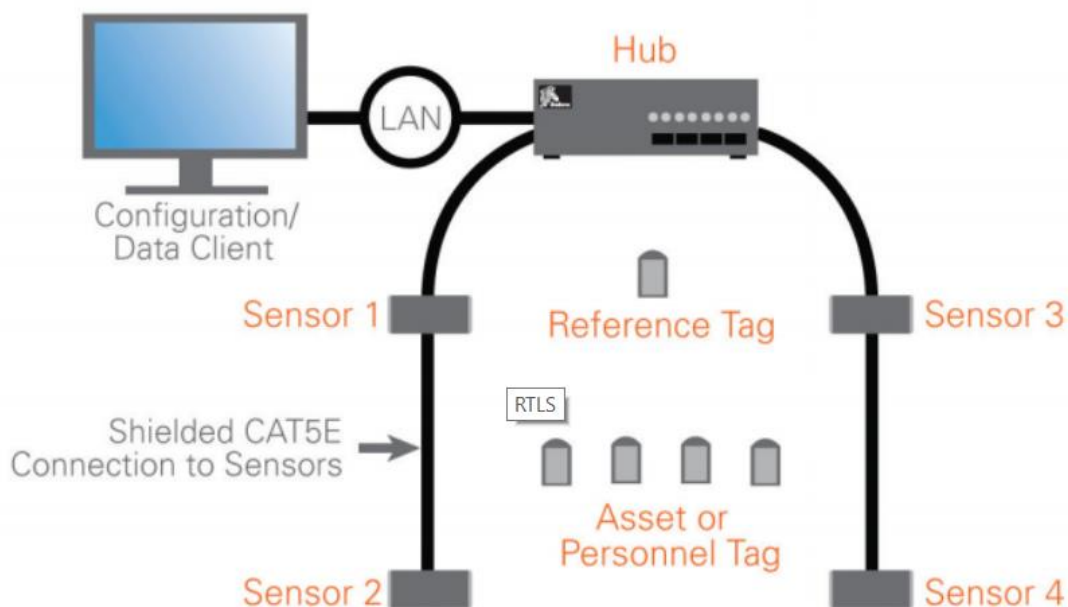 Hub
LAN
Configuration/
Data Client
Sensor 1
Reference Tag
Sensor 3
RTLS
Shielded CAT5E
Connection to Sensors
Asset or
Personnel Tag
Sensor 2
Sensor 4